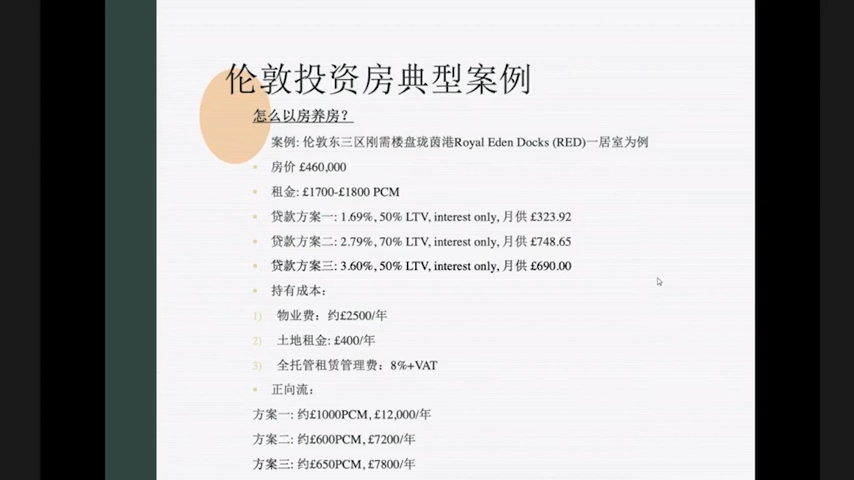 伦敦投资房典型案例
怎么以房养房？
案例: 伦敦东三区刚需楼盘珑茵港Royal Eden Docks (RED)一居室为例
房价 £460,000
租金: £1700-£1800 PCM
贷款方案一: 1.69%, 50% LTV, interest only, 月供 £323.92
贷款方案二: 2.79%, 70% LTV, interest only, 月供 £748.65
贷款方案三: 3.60%, 50% LTV, interest only, 月供 £690.00
持有成本：
1) 物业费：约£2500/年
2) 土地租金: £400/年
3) 全托管租赁管理费：8%+VAT
正向流：
方案一: 约£1000PCM, £12,000/年
方案二: 约£600PCM, £7200/年
方案三: 约£650PCM, £7800/年